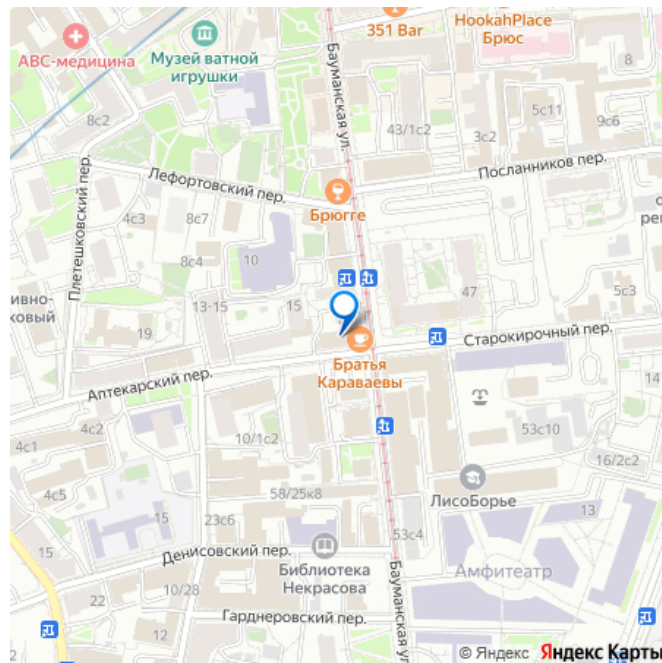 351 Bar
HookahPlace
Брюс
АВС-медицина
Музей ватной
игрушки
8
8с2
Бауманская ул.
43/1с2
5с11
3с2
9с6
Посланников пер.
Плетешковский пер.
Лефортовский пер.
Брюгге
4с3
8с7
8с4
10
47
5с3
13-15
15
19
Старокирочный пер.
Братья
Караваевы
Аптекарский пер.
4с1
4с2
10/1с2
53с10
16/2с2
4с5
58/25к8
ЛисоБорье
13
15
23с6
53с4
Денисовский пер.
Библиотека
Некрасова
Амфитеатр
15
10/28
22
Гарднеровский пер.
12
Бауманская ул.
© Яндекс Яндекс Карты